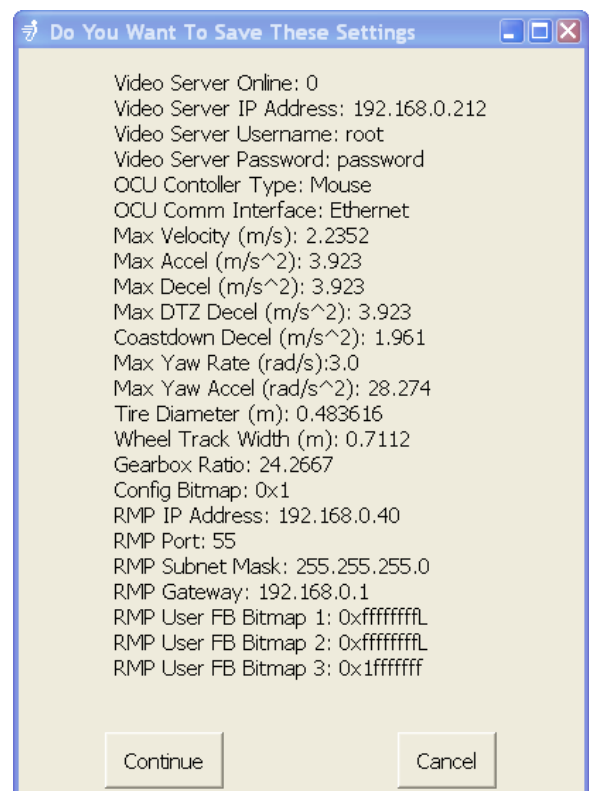 Do You Want To Save These Settings
Video Server Online: 0
Video Server IP Address: 192.168.0.212
Video Server Username: root
Video Server Password: password
OCU Contoller Type: Mouse
OCU Comm Interface: Ethernet
Max Velocity (m/s): 2.2352
Max Accel (m/s^2): 3.923
Max Decel (m/s^2): 3.923
Max DTZ Decel (m/s^2): 3.923
Coastdown Decel (m/s^2): 1.961
Max Yaw Rate (rad/s):3.0
Max Yaw Accel (rad/s^2): 28.274
Tire Diameter (m): 0.483616
Wheel Track Width (m): 0.7112
Gearbox Ratio: 24.2667
Config Bitmap: 0x1
RMP IP Address: 192.168.0.40
RMP Port: 55
RMP Subnet Mask: 255.255.255.0
RMP Gateway: 192.168.0.1
RMP User FB Bitmap 1: 0xffffffffL
RMP User FB Bitmap 2: 0xffffffffL
RMP User FB Bitmap 3: 0x1fffffff
Continue Cancel